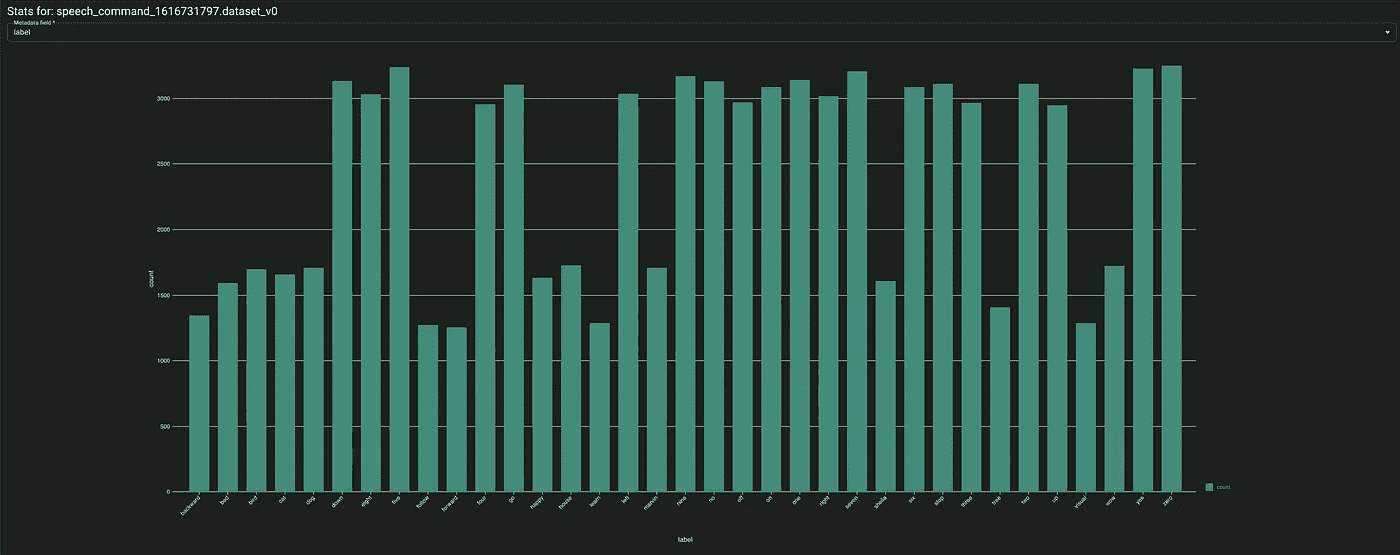 Stats for: speech_command_1616731797.dataset_v0
Metadata field *
label
3000
2500
2000
1500
1000
500
0
count
backward
bed
bird
cat
dog
down
eight
five
follow
forward
four
go
happy
house
learn
left
marvin
nine
no
off
on
one
right
seven
sheila
six
stop
three
tree
two
up
visual
wow
yes
zero
label
count